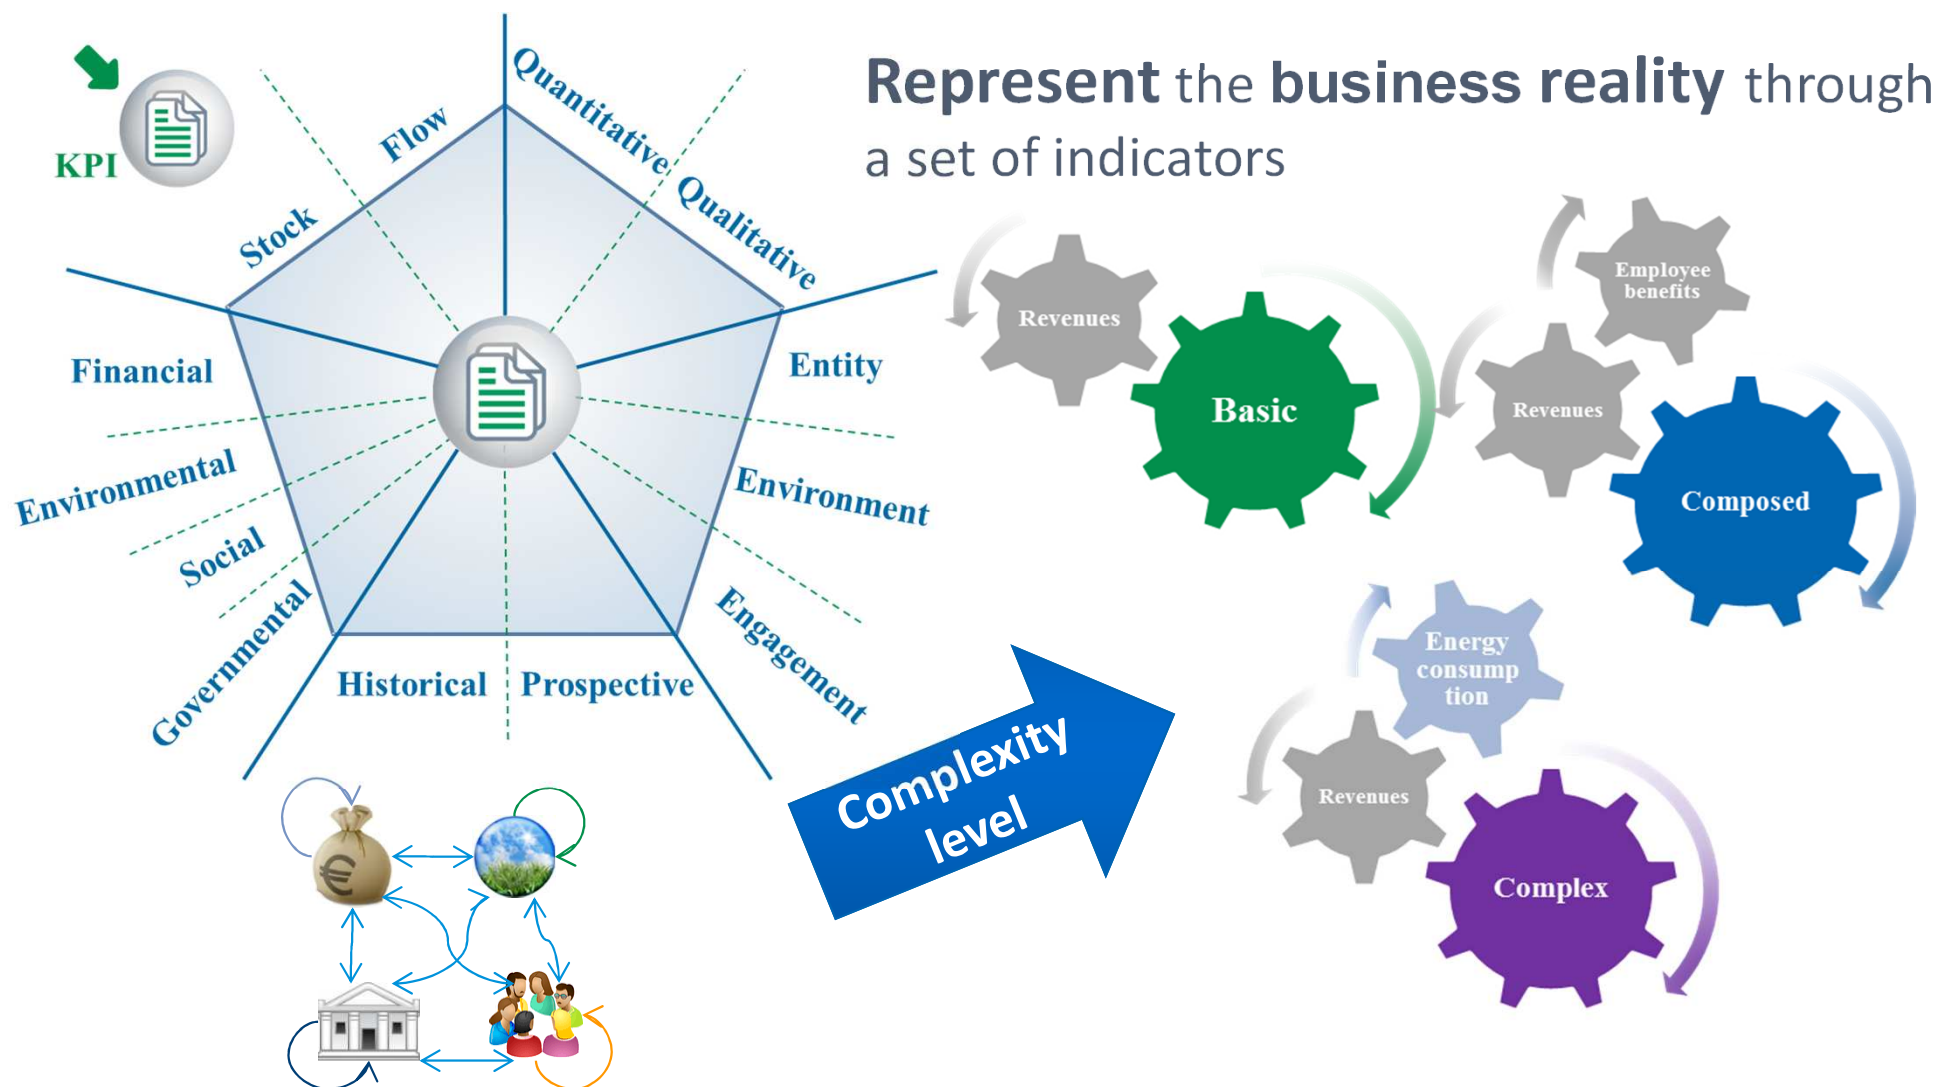 Represent the business reality through
a set of indicators
KPI
Flow
Stock
Quantitative
Qualitative
Financial
Environmental
Social
Governmental
Historical
Prospective
Entity
Environment
Engagement
Revenues
Basic
Employee
benefits
Revenues
Composed
Energy
consump
tion
Revenues
Complex
Complexity
level
€